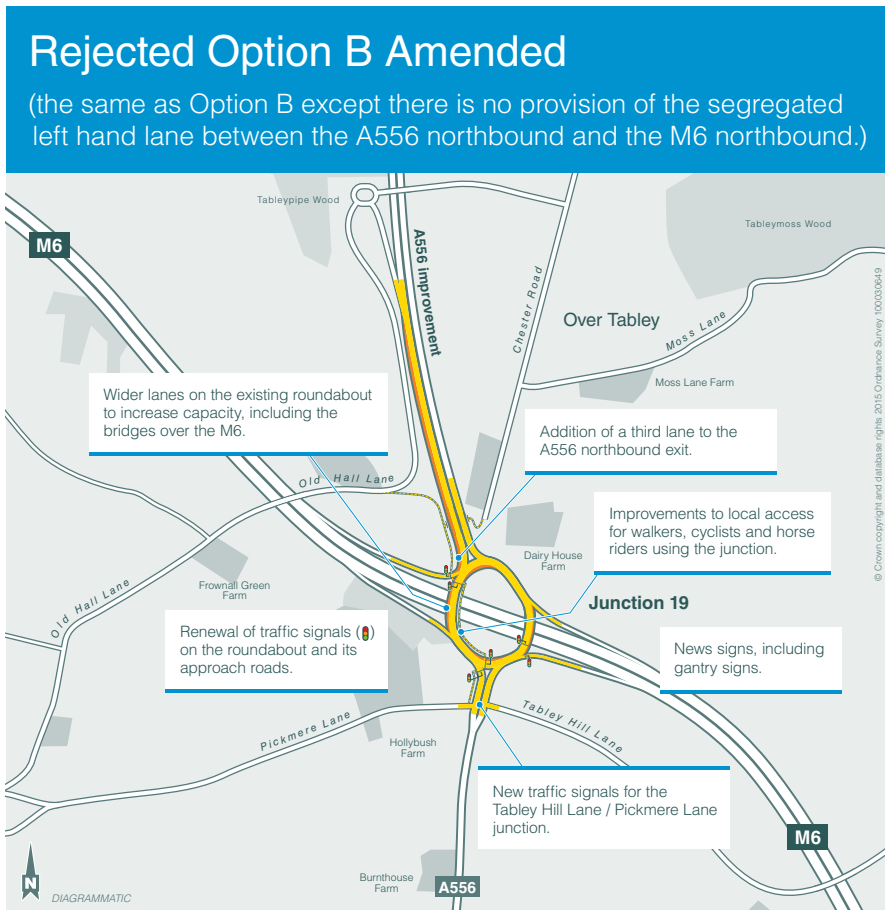 Rejected Option B Amended
(the same as Option B except there is no provision of the segregated
left hand lane between the A556 northbound and the M6 northbound.)
Tableypipe Wood
Tableymoss Wood
M6
A556 improvement
Chester Road
Over Tabley
Moss Lane
Moss Lane Farm
Wider lanes on the existing roundabout
to increase capacity, including the
bridges over the M6.
Addition of a third lane to the
A556 northbound exit.
Old Hall Lane
Improvements to local access
for walkers, cyclists and horse
riders using the junction.
Dairy House
Farm
Frownall Green
Farm
Old Hall Lane
Junction 19
Renewal of traffic signals ( )
on the roundabout and its
approach roads.
News signs, including
gantry signs.
Pickmere Lane
Hollybush
Farm
Tabley Hill Lane
New traffic signals for the
Tabley Hill Lane / Pickmere Lane
junction.
M6
Burnthouse
Farm
A556
N
DIAGRAMMATIC
© Crown copyright and database rights 2015 Ordnance Survey 100030649